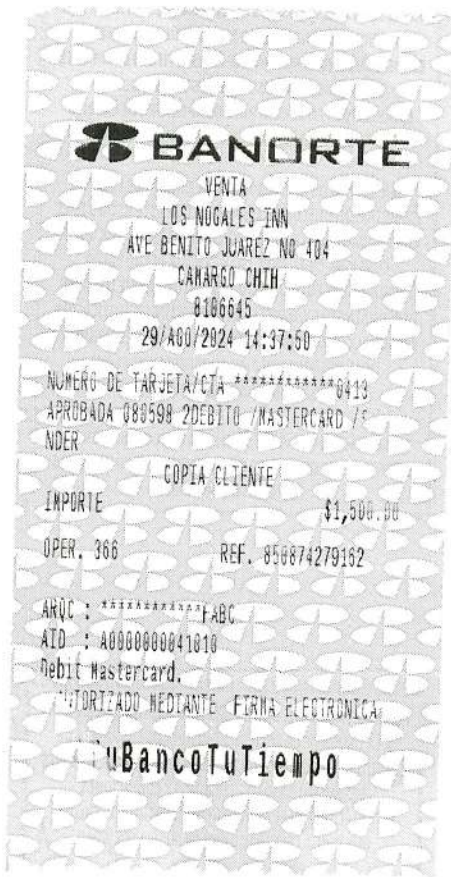 BANORTE
VENTA
LOS NOGALES INN
AVE BENITO JUAREZ NO 404
CAMARGO CHIH
8106645
29/AGO/2024 14:37:50
NUMERO DE TARJETA/CTA ************0413
APROBADA 080598 2DEBITO /MASTERCARD /
NDER
COPIA CLIENTE
IMPORTE $1,500.00
OPER. 366 REF. 850874279162
ARQC : ************FABC
AID : A0000000041010
Debit Mastercard.
AUTORIZADO MEDIANTE FIRMA ELECTRONICA
uBancoTuTiempo